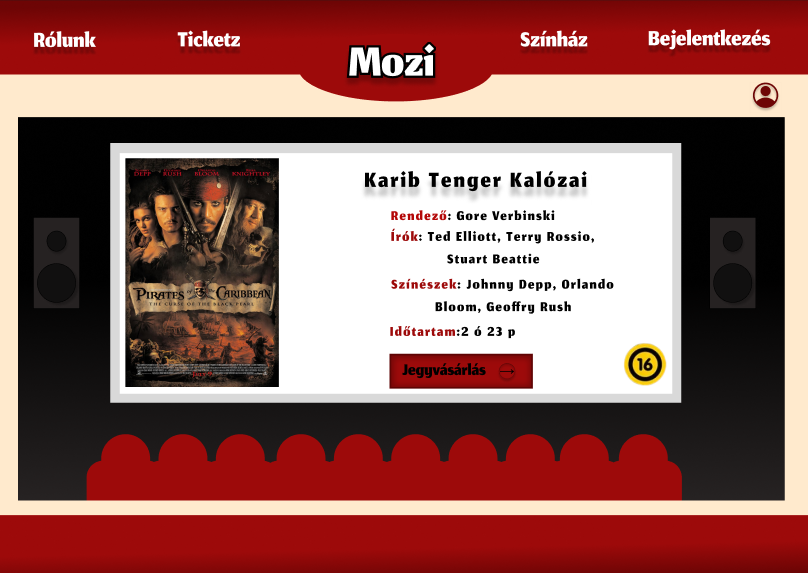 Rólunk
Ticketz
Mozi
Színház
Bejelentkezés
DEPP RUSH BLOOM KNIGHTLEY
PIRATES of the CARIBBEAN
THE CURSE OF THE BLACK PEARL
Karib Tenger Kalózai
Rendező: Gore Verbinski
Írók: Ted Elliott, Terry Rossio,
Stuart Beattie
Színészek: Johnny Depp, Orlando
Bloom, Geoffry Rush
Időtartam:2 ó 23 p
Jegyvásárlás
16